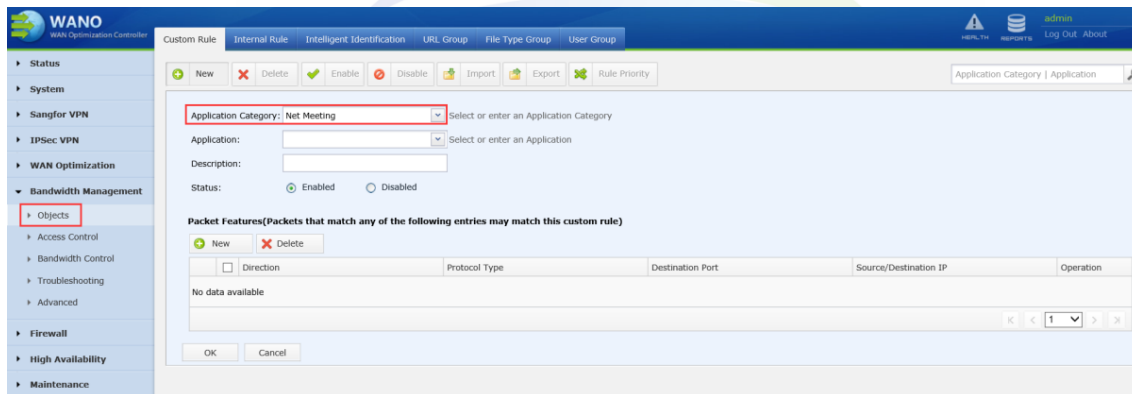 WANO
WAN Optimization Controller
Custom Rule Internal Rule Intelligent Identification URL Group File Type Group User Group
HEALTH REPORTS
admin
Log Out About
Status
System
Sangfor VPN
IPSec VPN
WAN Optimization
Bandwidth Management
Objects
Access Control
Bandwidth Control
Troubleshooting
Advanced
Firewall
High Availability
Maintenance
New Delete Enable Disable Import Export Rule Priority
Application Category | Application
Application Category: Net Meeting Select or enter an Application Category
Application: Select or enter an Application
Description:
Status: Enabled Disabled
Packet Features(Packets that match any of the following entries may match this custom rule)
New Delete
Direction Protocol Type Destination Port Source/Destination IP Operation
No data available
1
OK Cancel